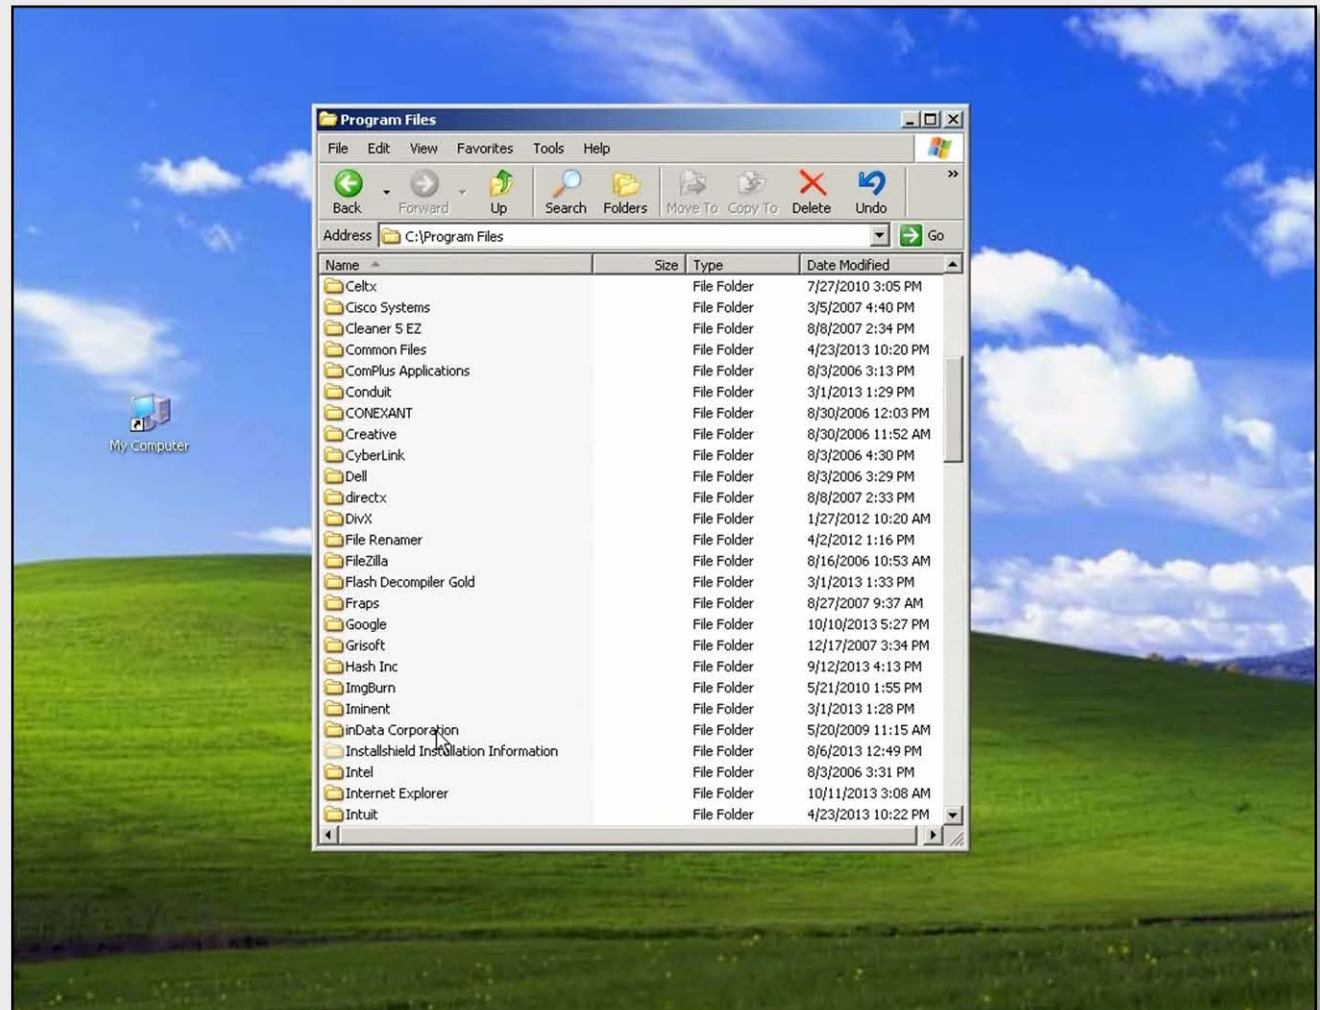 Program Files
File Edit View Favorites Tools Help
Back Forward Up Search Folders Move To Copy To Delete Undo »
Address C:\Program Files Go
Name Size Type Date Modified
Celtx File Folder 7/27/2010 3:05 PM
Cisco Systems File Folder 3/5/2007 4:40 PM
Cleaner 5 EZ File Folder 8/8/2007 2:34 PM
Common Files File Folder 4/23/2013 10:20 PM
ComPlus Applications File Folder 8/3/2006 3:13 PM
Conduit File Folder 3/1/2013 1:29 PM
CONEXANT File Folder 8/30/2006 12:03 PM
Creative File Folder 8/30/2006 11:52 AM
CyberLink File Folder 8/3/2006 4:30 PM
Dell File Folder 8/3/2006 3:29 PM
My Computer
directx File Folder 8/8/2007 2:33 PM
DivX File Folder 1/27/2012 10:20 AM
File Renamer File Folder 4/2/2012 1:16 PM
FileZilla File Folder 8/16/2006 10:53 AM
Flash Decompiler Gold File Folder 3/1/2013 1:33 PM
Fraps File Folder 8/27/2007 9:37 AM
Google File Folder 10/10/2013 5:27 PM
Grisoft File Folder 12/17/2007 3:34 PM
Hash Inc File Folder 9/12/2013 4:13 PM
ImgBurn File Folder 5/21/2010 1:55 PM
Iminent File Folder 3/1/2013 1:28 PM
inData Corporation File Folder 5/20/2009 11:15 AM
Installshield Installation Information File Folder 8/6/2013 12:49 PM
Intel File Folder 8/3/2006 3:31 PM
Internet Explorer File Folder 10/11/2013 3:08 AM
Intuit File Folder 4/23/2013 10:22 PM